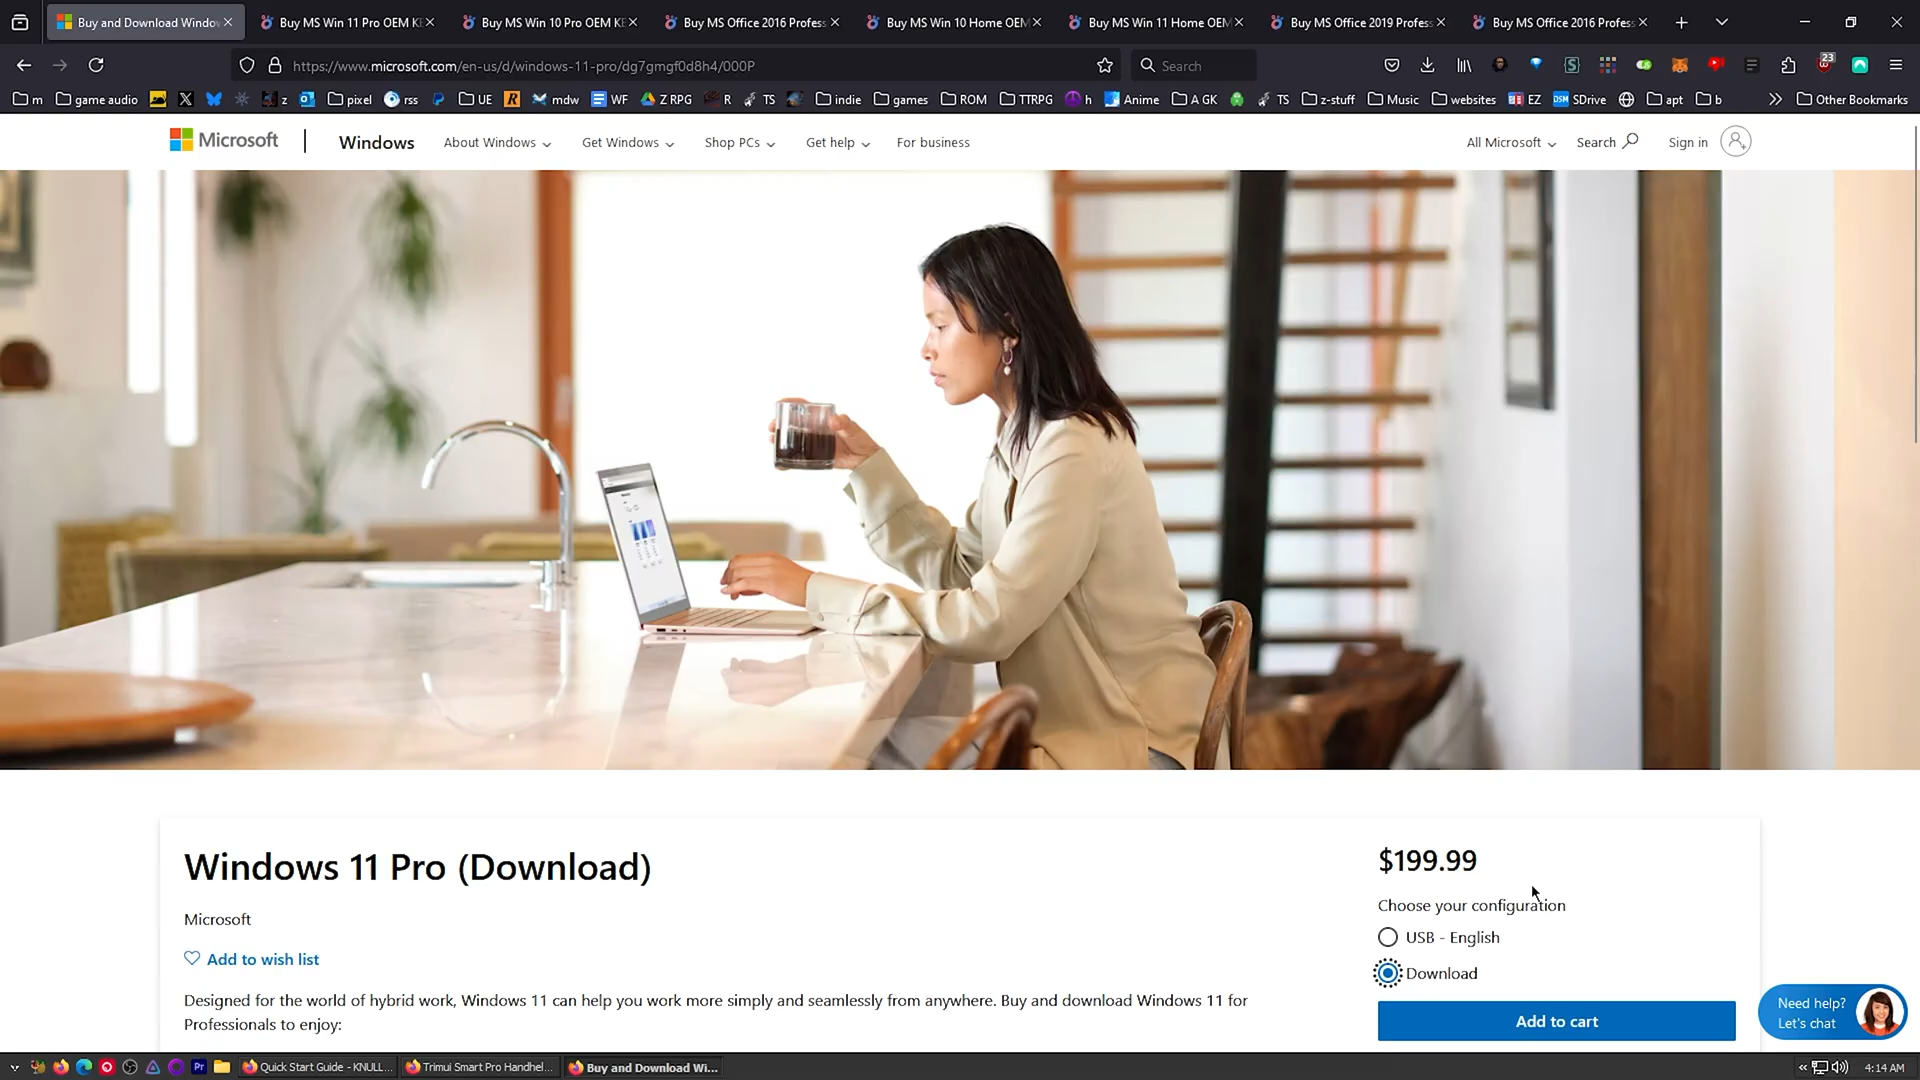 Buy and Download Windo
Buy MS Win 11 Pro OEM KE
Buy MS Win 10 Pro OEM KE
Buy MS Office 2016 Profess
Buy MS Win 10 Home OEM
Buy MS Win 11 Home OEM
Buy MS Office 2019 Profess
Buy MS Office 2016 Profess
https://www.microsoft.com/en-us/d/windows-11-pro/dg7gmgf0d8h4/000P
Search
23
m
game audio
z
pixel
rss
UE
mdw
WF
Z RPG
R
TS
indie
games
ROM
TTRPG
h
Anime
A GK
TS
z-stuff
Music
websites
EZ
SDrive
apt
b
Other Bookmarks
Microsoft
Windows
About Windows
Get Windows
Shop PCs
Get help
For business
All Microsoft
Search
Sign in
Windows 11 Pro (Download)
Microsoft
Add to wish list
Designed for the world of hybrid work, Windows 11 can help you work more simply and seamlessly from anywhere. Buy and download Windows 11 for
Professionals to enjoy:
$199.99
Choose your configuration
USB - English
Download
Add to cart
Need help?
Let's chat
Quick Start Guide - KNULL...
Trimui Smart Pro Handhel...
Buy and Download Wi...
4:14 AM